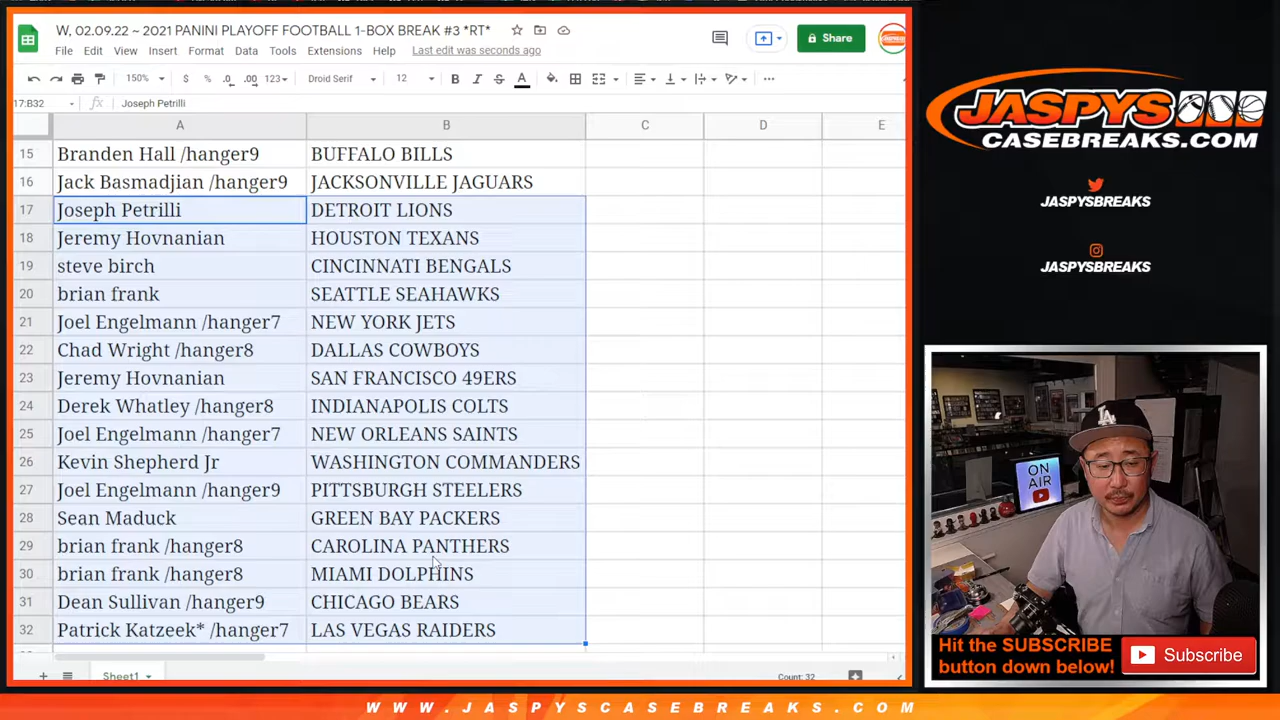 W, 02.09.22 ~ 2021 PANINI PLAYOFF FOOTBALL 1-BOX BREAK #3 *RT*
File Edit View Insert Format Data Tools Extensions Help Last edit was seconds ago
Share
150% $ % .0 .00 123 Droid Serif 12 B I S A
17:B32 fx Joseph Petrilli
A B C D E
15 Branden Hall /hanger9 BUFFALO BILLS
16 Jack Basmadjian /hanger9 JACKSONVILLE JAGUARS
17 Joseph Petrilli DETROIT LIONS
18 Jeremy Hovnanian HOUSTON TEXANS
19 steve birch CINCINNATI BENGALS
20 brian frank SEATTLE SEAHAWKS
21 Joel Engelmann /hanger7 NEW YORK JETS
22 Chad Wright /hanger8 DALLAS COWBOYS
23 Jeremy Hovnanian SAN FRANCISCO 49ERS
24 Derek Whatley /hanger8 INDIANAPOLIS COLTS
25 Joel Engelmann /hanger7 NEW ORLEANS SAINTS
26 Kevin Shepherd Jr WASHINGTON COMMANDERS
27 Joel Engelmann /hanger9 PITTSBURGH STEELERS
28 Sean Maduck GREEN BAY PACKERS
29 brian frank /hanger8 CAROLINA PANTHERS
30 brian frank /hanger8 MIAMI DOLPHINS
31 Dean Sullivan /hanger9 CHICAGO BEARS
32 Patrick Katzeek* /hanger7 LAS VEGAS RAIDERS
Sheet1
Count: 32
JASPYS
CASEBREAKS.COM
JASPYSBREAKS
JASPYSBREAKS
LA
ON
AIR
Hit the SUBSCRIBE
button down below!
Subscribe
WWW.JASPYSCASEBREAKS.COM